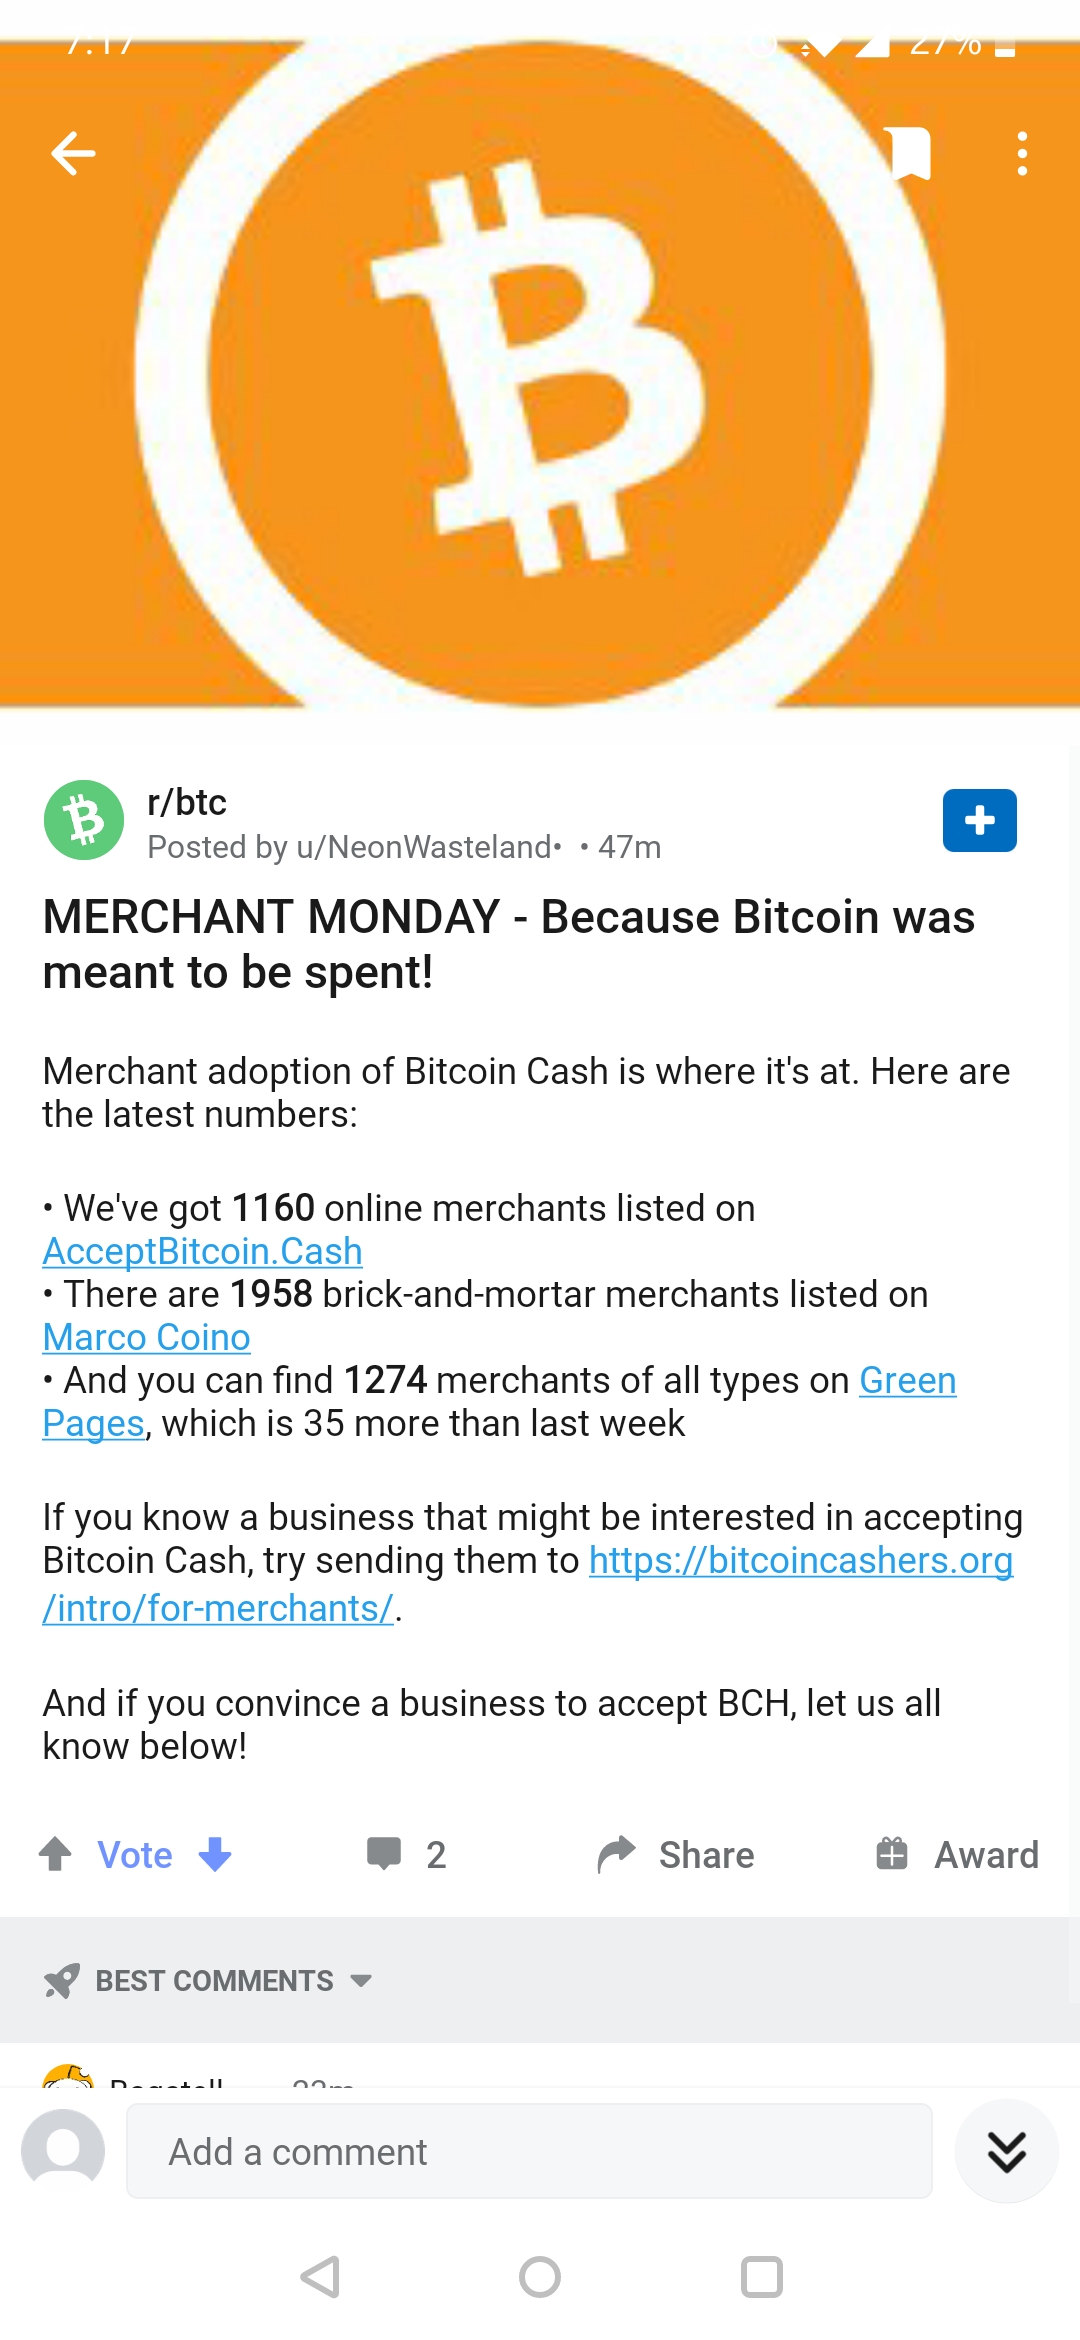 7:17 27%
r/btc
Posted by u/NeonWasteland• • 47m
MERCHANT MONDAY - Because Bitcoin was
meant to be spent!
Merchant adoption of Bitcoin Cash is where it's at. Here are
the latest numbers:
• We've got 1160 online merchants listed on
AcceptBitcoin.Cash
• There are 1958 brick-and-mortar merchants listed on
Marco Coino
• And you can find 1274 merchants of all types on Green
Pages, which is 35 more than last week
If you know a business that might be interested in accepting
Bitcoin Cash, try sending them to https://bitcoincashers.org
/intro/for-merchants/.
And if you convince a business to accept BCH, let us all
know below!
Vote 2 Share Award
BEST COMMENTS
Add a comment